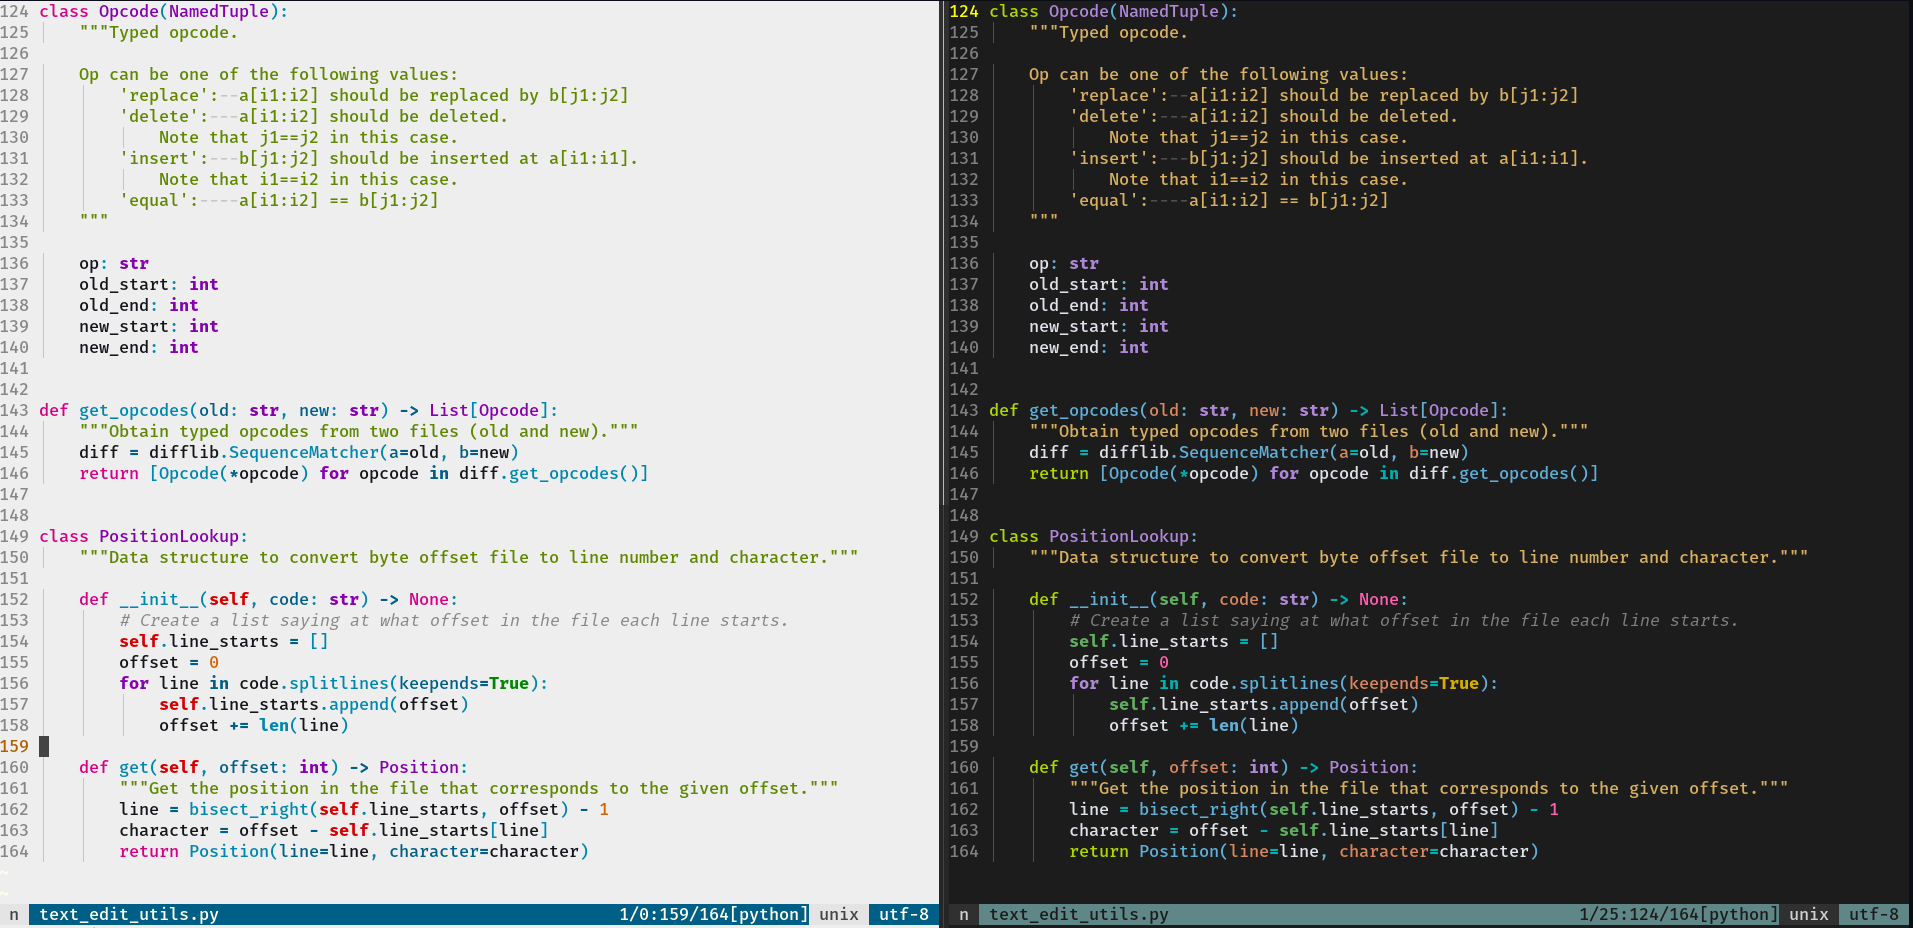 124 class Opcode(NamedTuple):
125     """Typed opcode.
126
127     Op can be one of the following values:
128         'replace':--a[i1:i2] should be replaced by b[j1:j2]
129         'delete':---a[i1:i2] should be deleted.
130             Note that j1==j2 in this case.
131         'insert':---b[j1:j2] should be inserted at a[i1:i1].
132             Note that i1==i2 in this case.
133         'equal':----a[i1:i2] == b[j1:j2]
134     """
135
136     op: str
137     old_start: int
138     old_end: int
139     new_start: int
140     new_end: int
141
142
143 def get_opcodes(old: str, new: str) -> List[Opcode]:
144     """Obtain typed opcodes from two files (old and new)."""
145     diff = difflib.SequenceMatcher(a=old, b=new)
146     return [Opcode(*opcode) for opcode in diff.get_opcodes()]
147
148
149 class PositionLookup:
150     """Data structure to convert byte offset file to line number and character."""
151
152     def __init__(self, code: str) -> None:
153         # Create a list saying at what offset in the file each line starts.
154         self.line_starts = []
155         offset = 0
156         for line in code.splitlines(keepends=True):
157             self.line_starts.append(offset)
158             offset += len(line)
159
160     def get(self, offset: int) -> Position:
161         """Get the position in the file that corresponds to the given offset."""
162         line = bisect_right(self.line_starts, offset) - 1
163         character = offset - self.line_starts[line]
164         return Position(line=line, character=character)
~
~
n text_edit_utils.py 1/0:159/164[python] unix utf-8
124 class Opcode(NamedTuple):
125     """Typed opcode.
126
127     Op can be one of the following values:
128         'replace':--a[i1:i2] should be replaced by b[j1:j2]
129         'delete':---a[i1:i2] should be deleted.
130             Note that j1==j2 in this case.
131         'insert':---b[j1:j2] should be inserted at a[i1:i1].
132             Note that i1==i2 in this case.
133         'equal':----a[i1:i2] == b[j1:j2]
134     """
135
136     op: str
137     old_start: int
138     old_end: int
139     new_start: int
140     new_end: int
141
142
143 def get_opcodes(old: str, new: str) -> List[Opcode]:
144     """Obtain typed opcodes from two files (old and new)."""
145     diff = difflib.SequenceMatcher(a=old, b=new)
146     return [Opcode(*opcode) for opcode in diff.get_opcodes()]
147
148
149 class PositionLookup:
150     """Data structure to convert byte offset file to line number and character."""
151
152     def __init__(self, code: str) -> None:
153         # Create a list saying at what offset in the file each line starts.
154         self.line_starts = []
155         offset = 0
156         for line in code.splitlines(keepends=True):
157             self.line_starts.append(offset)
158             offset += len(line)
159
160     def get(self, offset: int) -> Position:
161         """Get the position in the file that corresponds to the given offset."""
162         line = bisect_right(self.line_starts, offset) - 1
163         character = offset - self.line_starts[line]
164         return Position(line=line, character=character)
n text_edit_utils.py 1/25:124/164[python] unix utf-8